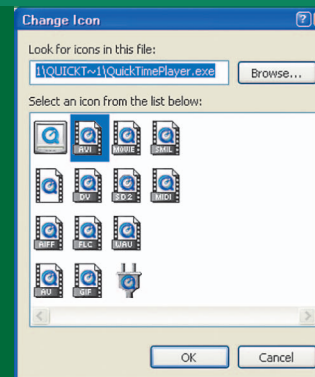 Change Icon
Look for icons in this file:
1\QUICKT~1\QuickTimePlayer.exe
Browse...
Select an icon from the list below:
AVI MOVIE SMIL
DV SD2 MIDI
AIFF FLC WAV
AU GIF
OK Cancel